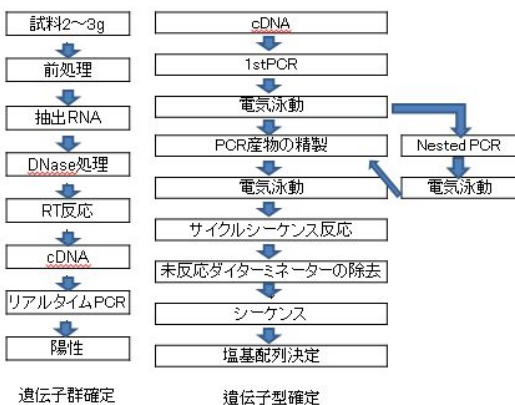 試料2～3g
前処理
抽出RNA
DNase処理
RT反応
cDNA
リアルタイムPCR
陽性
遺伝子群確定
cDNA
1stPCR
電気泳動
PCR産物の精製
電気泳動
サイクルシーケンス反応
未反応ダイターミネーターの除去
シーケンス
塩基配列決定
遺伝子型確定
Nested PCR
電気泳動